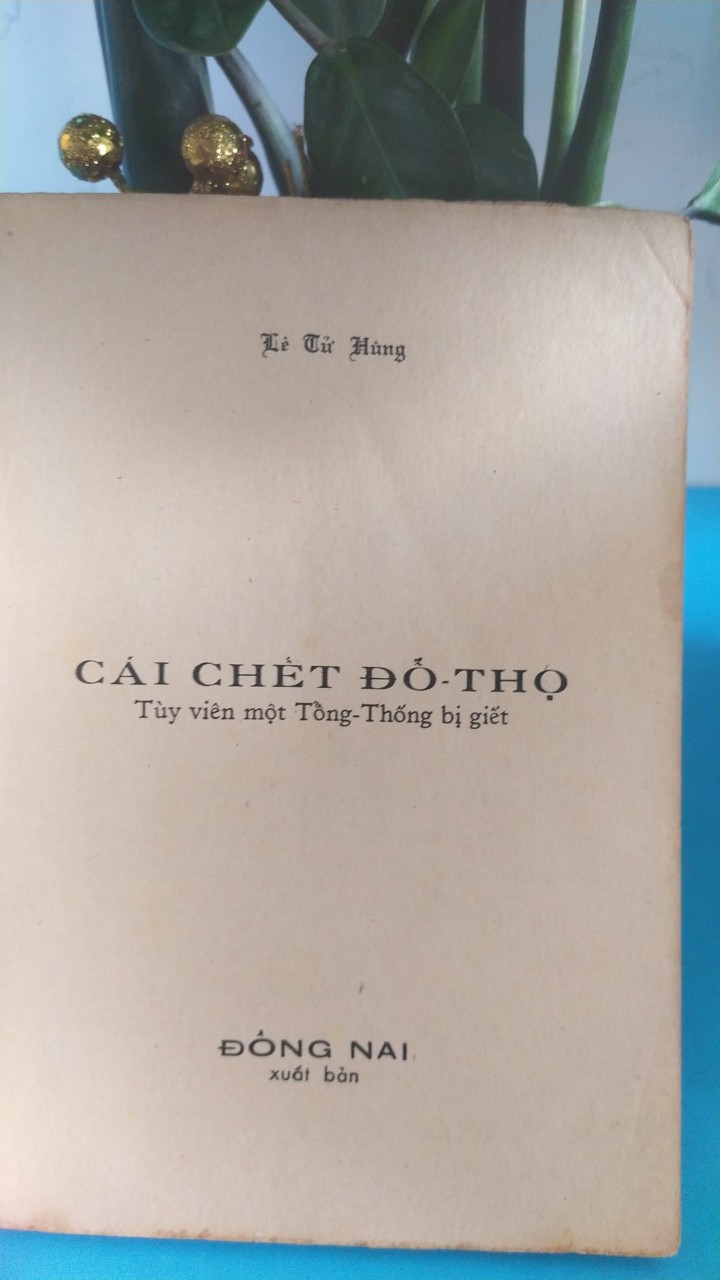 Lê Tử Hùng
CÁI CHẾT ĐỖ-THỌ
Tùy viên một Tổng-Thống bị giết
ĐỒNG NAI
xuất bản